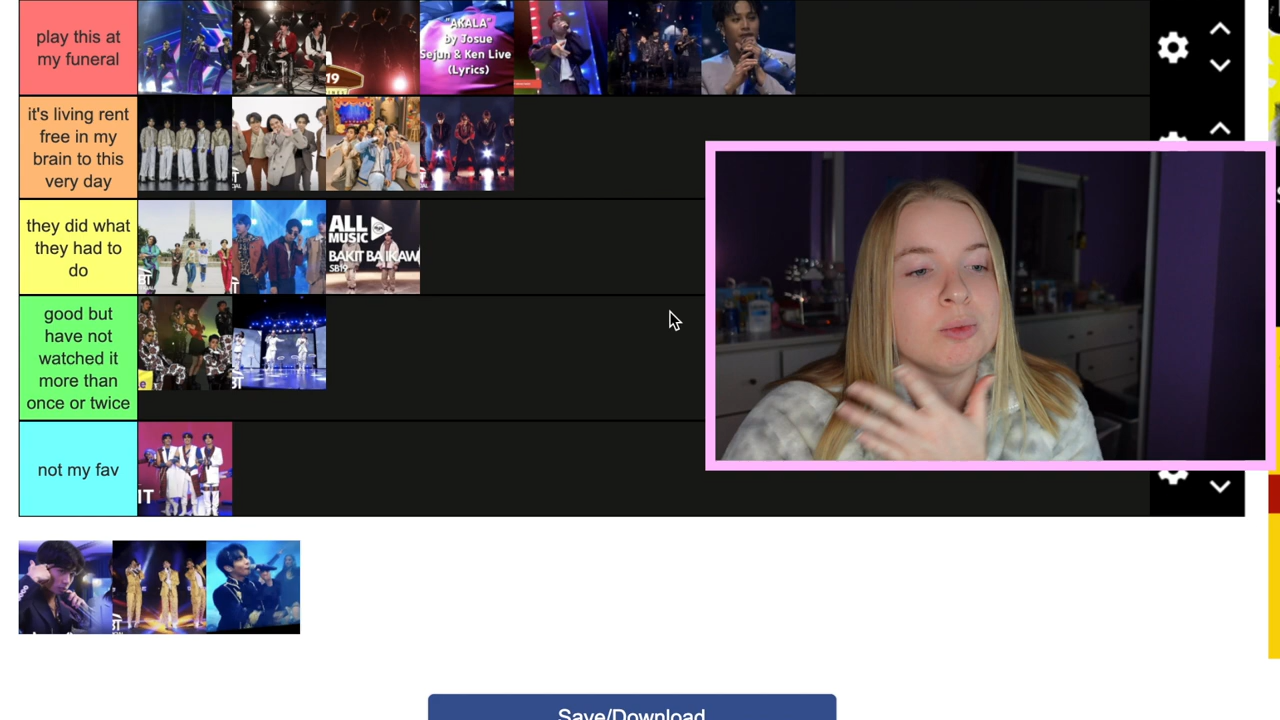 play this at
my funeral
19
"AKALA"
by Josue
Sejun & Ken Live
(Lyrics)
it's living rent
free in my
brain to this
very day
they did what
they had to
do
ALL
MUSIC
BAKIT BA IKAW
SB19
good but
have not
watched it
more than
once or twice
not my fav
Save/Download